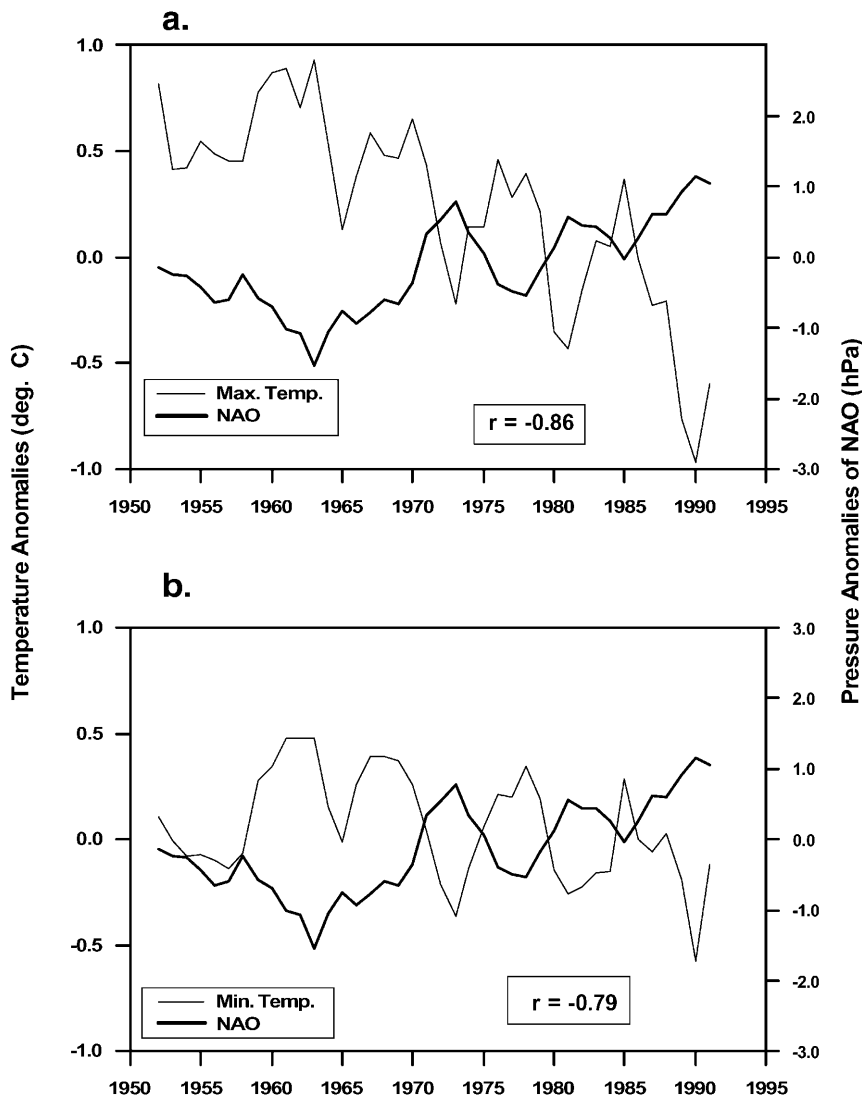 a.
Temperature Anomalies (deg. C)
Pressure Anomalies of NAO (hPa)
1.0
0.5
0.0
-0.5
-1.0
2.0
1.0
0.0
-1.0
-2.0
-3.0
Max. Temp.
NAO
r = -0.86
1950 1955 1960 1965 1970 1975 1980 1985 1990 1995
b.
1.0
0.5
0.0
-0.5
-1.0
3.0
2.0
1.0
0.0
-1.0
-2.0
-3.0
Min. Temp.
NAO
r = -0.79
1950 1955 1960 1965 1970 1975 1980 1985 1990 1995